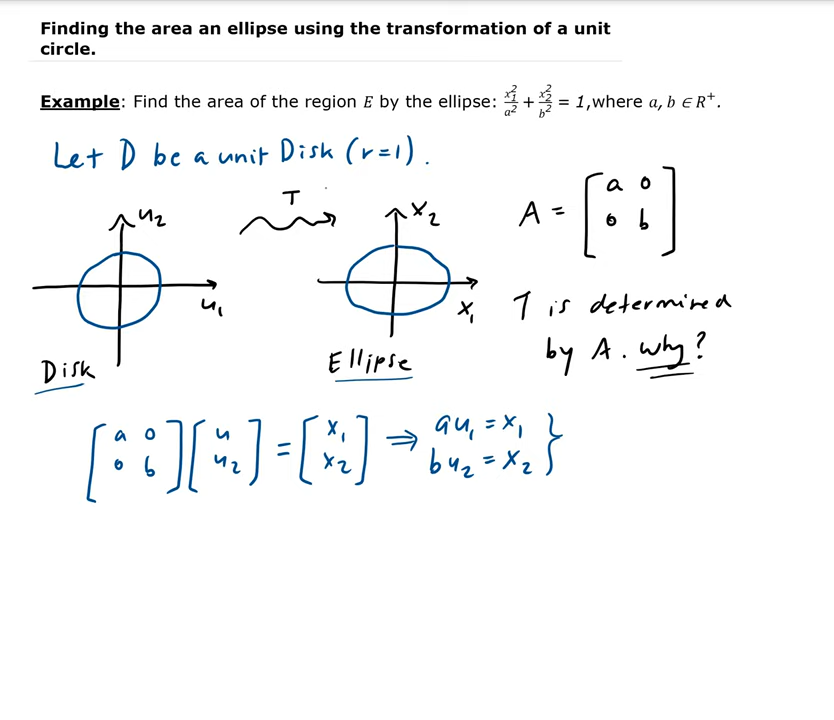 Finding the area an ellipse using the transformation of a unit
circle.
Example: Find the area of the region E by the ellipse: x₁²/a² + x₂²/b² = 1,where a, b ∈ R⁺.
Let D be a unit Disk (r=1).
u₂
T
x₂
A = [a 0
0 b]
u₁
x₁
T is determined
by A. why?
Disk
Ellipse
[a 0; 0 b] [u; u₂] = [x₁; x₂] ⇒ au₁ = x₁
bu₂ = x₂ }